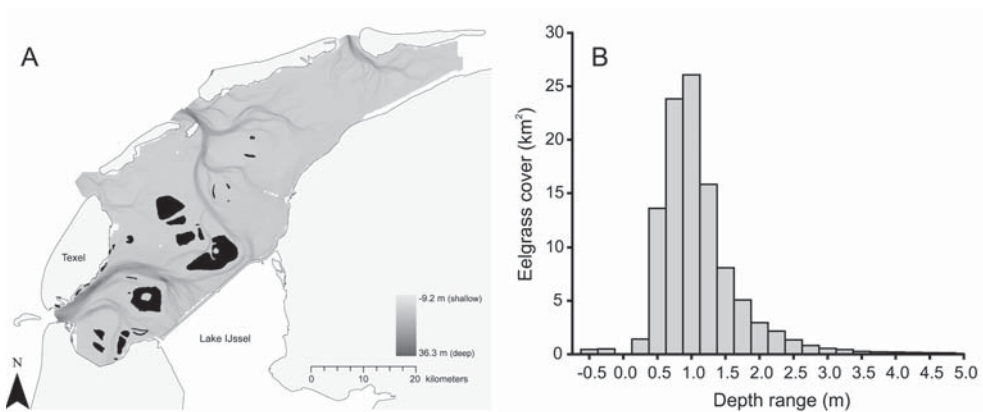 A
Texel
Lake IJssel
N
-9.2 m (shallow)
36.3 m (deep)
0 10 20
kilometers
B
Eelgrass cover (km²)
30
25
20
15
10
5
0
-0.5 0.0 0.5 1.0 1.5 2.0 2.5 3.0 3.5 4.0 4.5 5.0
Depth range (m)